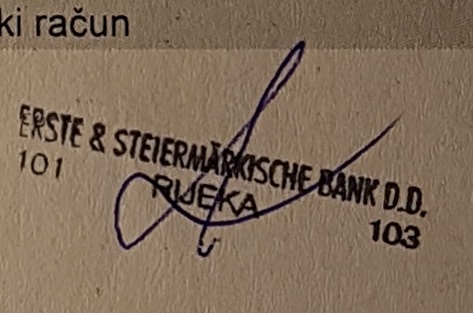 ki račun
ERSTE & STEIERMÄRKISCHE BANK D.D.
101 RIJEKA 103